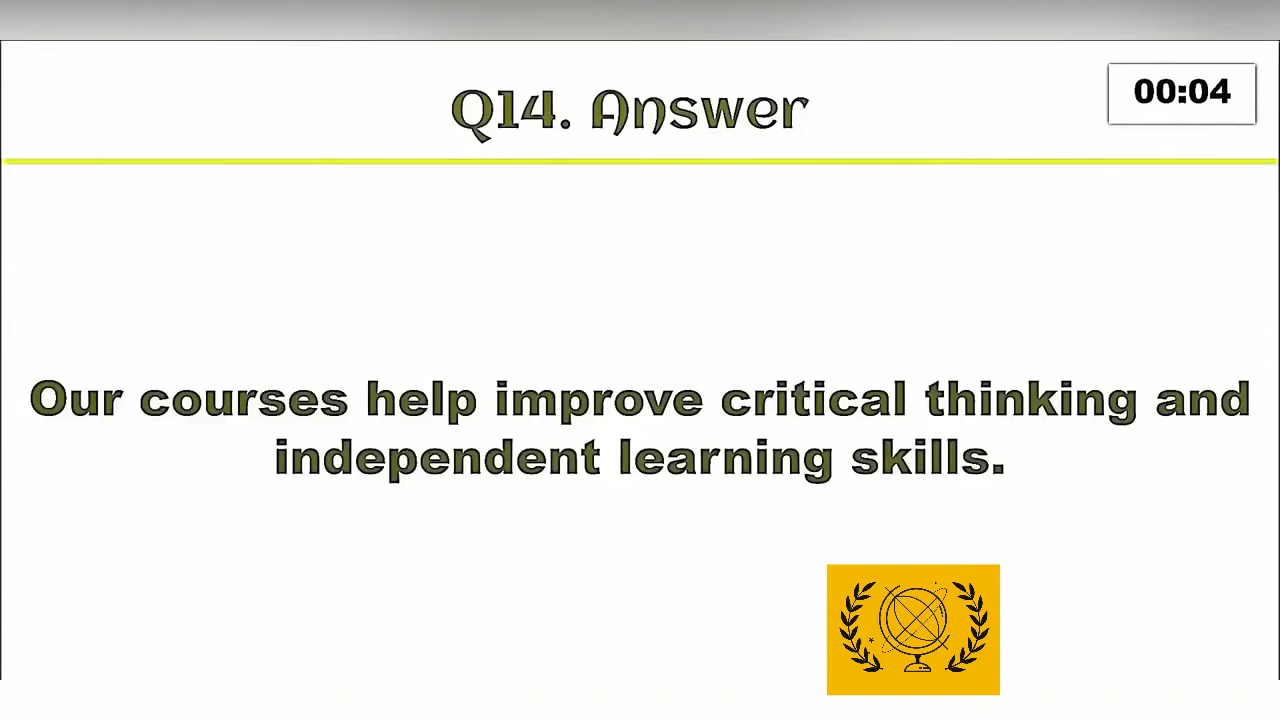 Q14. Answer
00:04
Our courses help improve critical thinking and
independent learning skills.